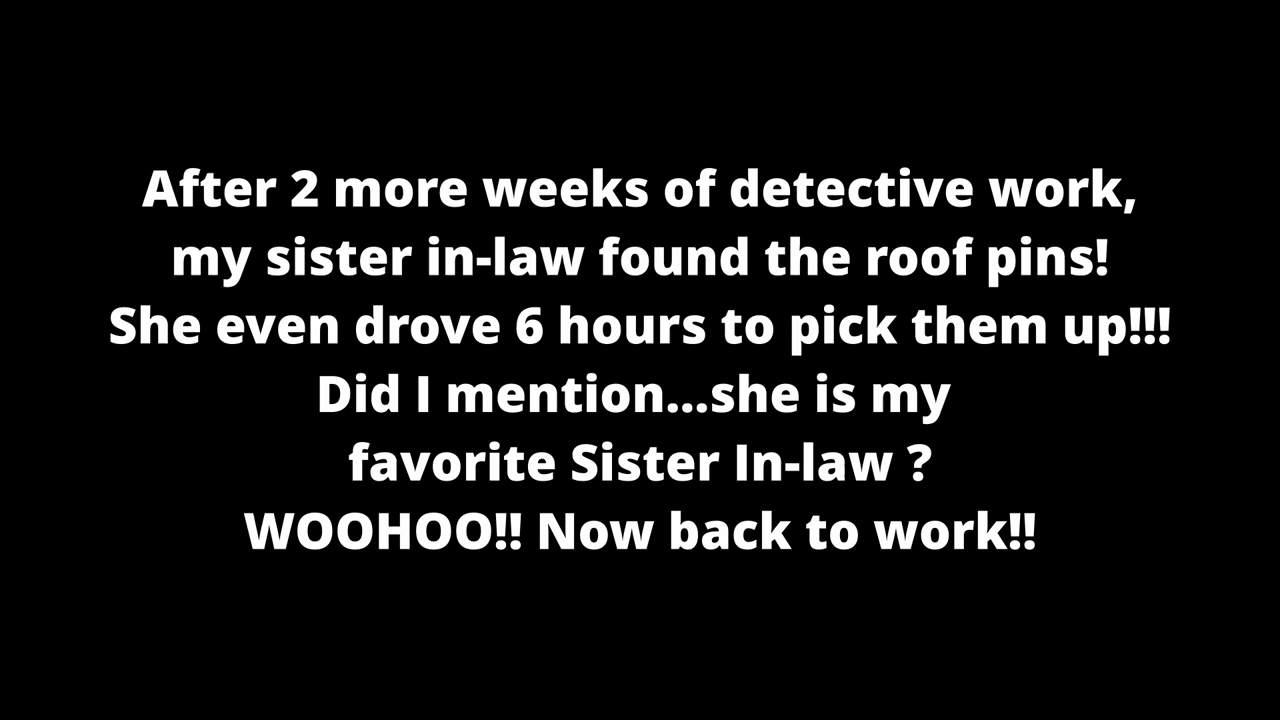 After 2 more weeks of detective work,
my sister in-law found the roof pins!
She even drove 6 hours to pick them up!!!
Did I mention...she is my
favorite Sister In-law ?
WOOHOO!! Now back to work!!